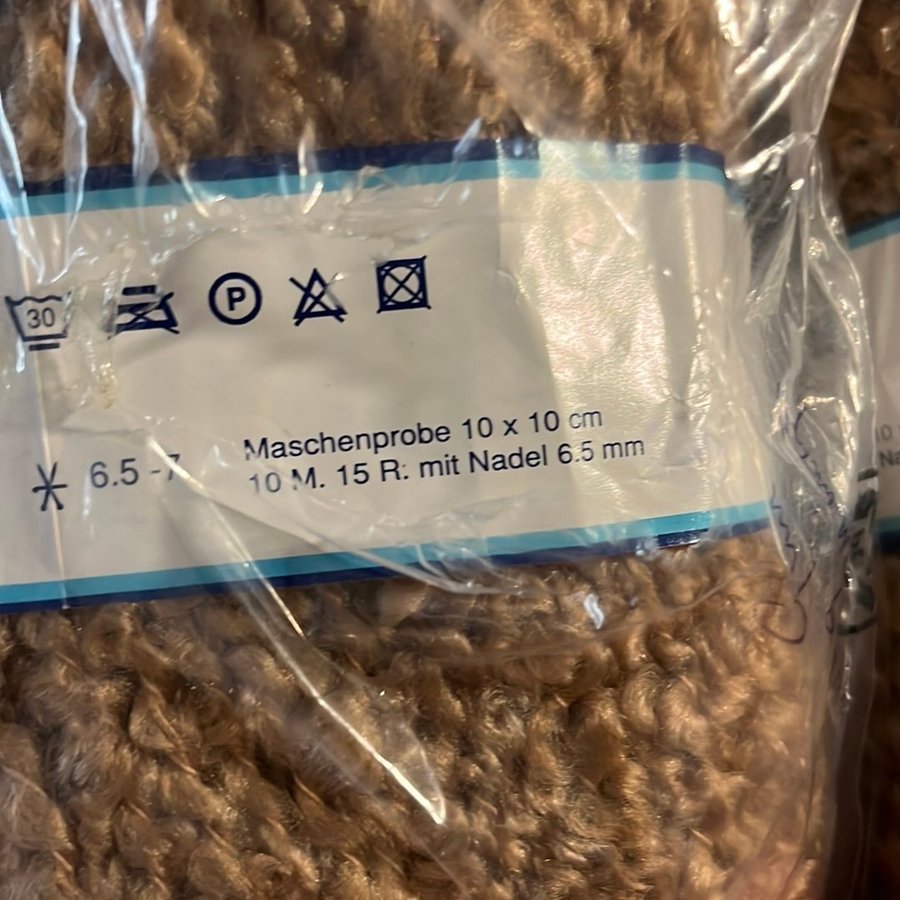 30
P
6.5 - 7
Maschenprobe 10 x 10 cm
10 M. 15 R. mit Nadel 6.5 mm